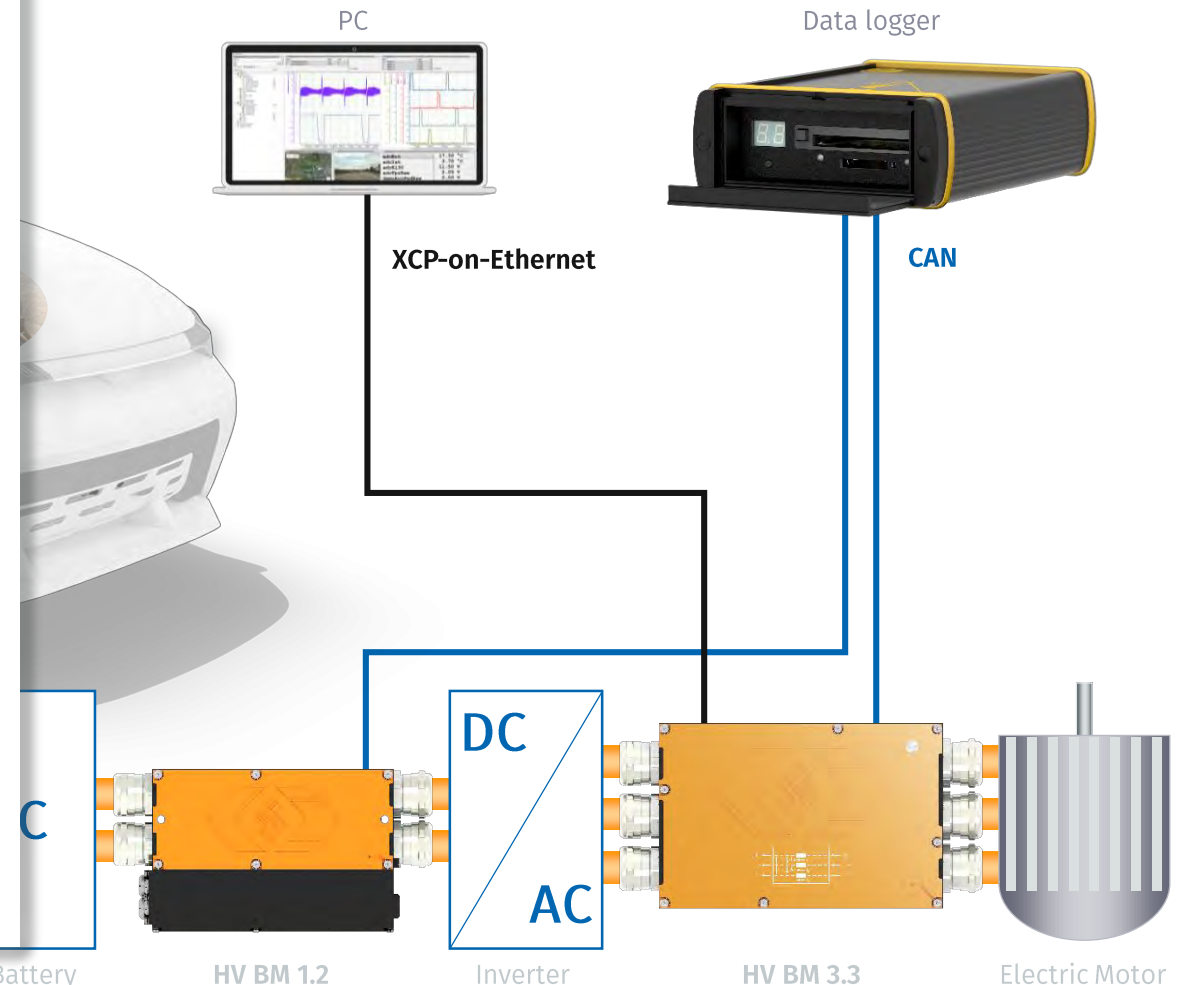 PC
Data logger
XCP-on-Ethernet
CAN
DC
C
AC
Battery
HV BM 1.2
Inverter
HV BM 3.3
Electric Motor